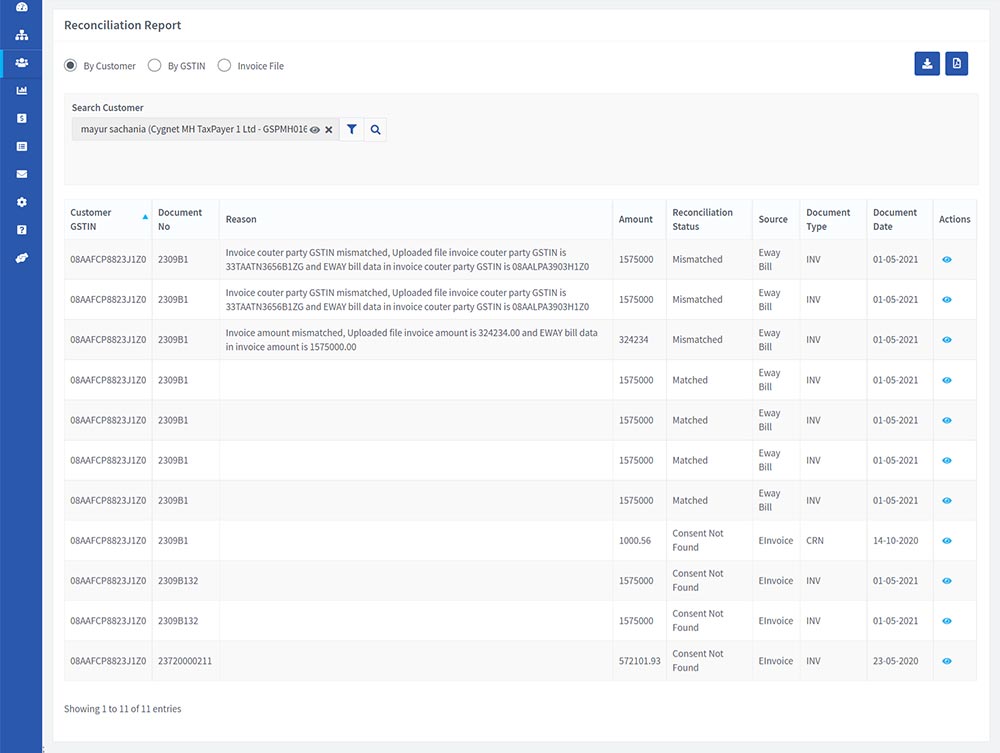 Reconciliation Report
By Customer By GSTIN Invoice File
Search Customer
mayur sachania (Cygnet MH TaxPayer 1 Ltd - GSPMH016
Customer GSTIN Document No Reason Amount Reconciliation Status Source Document Type Document Date Actions
08AAFCP8823J1Z0 2309B1 Invoice couter party GSTIN mismatched, Uploaded file invoice couter party GSTIN is 33TAATN3656B1ZG and EWAY bill data in invoice couter party GSTIN is 08AALPA3903H1Z0 1575000 Mismatched Eway Bill INV 01-05-2021
08AAFCP8823J1Z0 2309B1 Invoice couter party GSTIN mismatched, Uploaded file invoice couter party GSTIN is 33TAATN3656B1ZG and EWAY bill data in invoice couter party GSTIN is 08AALPA3903H1Z0 1575000 Mismatched Eway Bill INV 01-05-2021
08AAFCP8823J1Z0 2309B1 Invoice amount mismatched, Uploaded file invoice amount is 324234.00 and EWAY bill data in invoice amount is 1575000.00 324234 Mismatched Eway Bill INV 01-05-2021
08AAFCP8823J1Z0 2309B1 1575000 Matched Eway Bill INV 01-05-2021
08AAFCP8823J1Z0 2309B1 1575000 Matched Eway Bill INV 01-05-2021
08AAFCP8823J1Z0 2309B1 1575000 Matched Eway Bill INV 01-05-2021
08AAFCP8823J1Z0 2309B1 1575000 Matched Eway Bill INV 01-05-2021
08AAFCP8823J1Z0 2309B1 1000.56 Consent Not Found EInvoice CRN 14-10-2020
08AAFCP8823J1Z0 2309B132 1575000 Consent Not Found EInvoice INV 01-05-2021
08AAFCP8823J1Z0 2309B132 1575000 Consent Not Found EInvoice INV 01-05-2021
08AAFCP8823J1Z0 23720000211 572101.93 Consent Not Found EInvoice INV 23-05-2020
Showing 1 to 11 of 11 entries